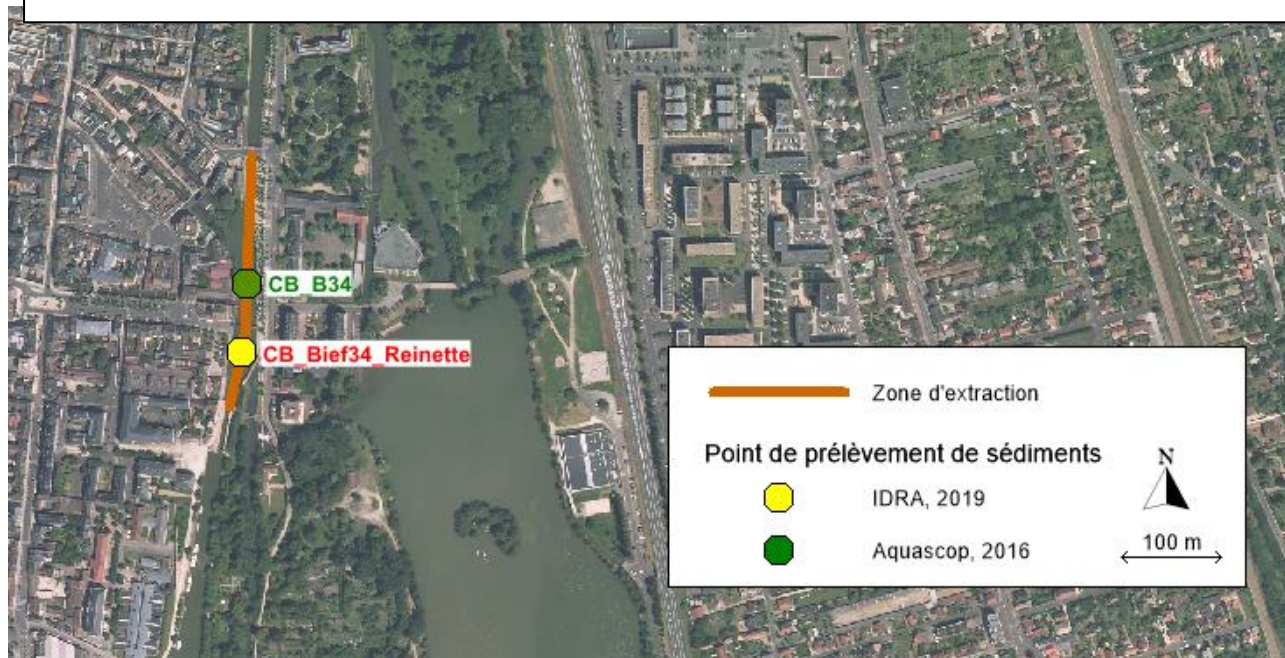 CB_B34
CB_Bief34_Reinette
Zone d'extraction
Point de prélèvement de sédiments
N
IDRA, 2019
Aquascop, 2016
100 m